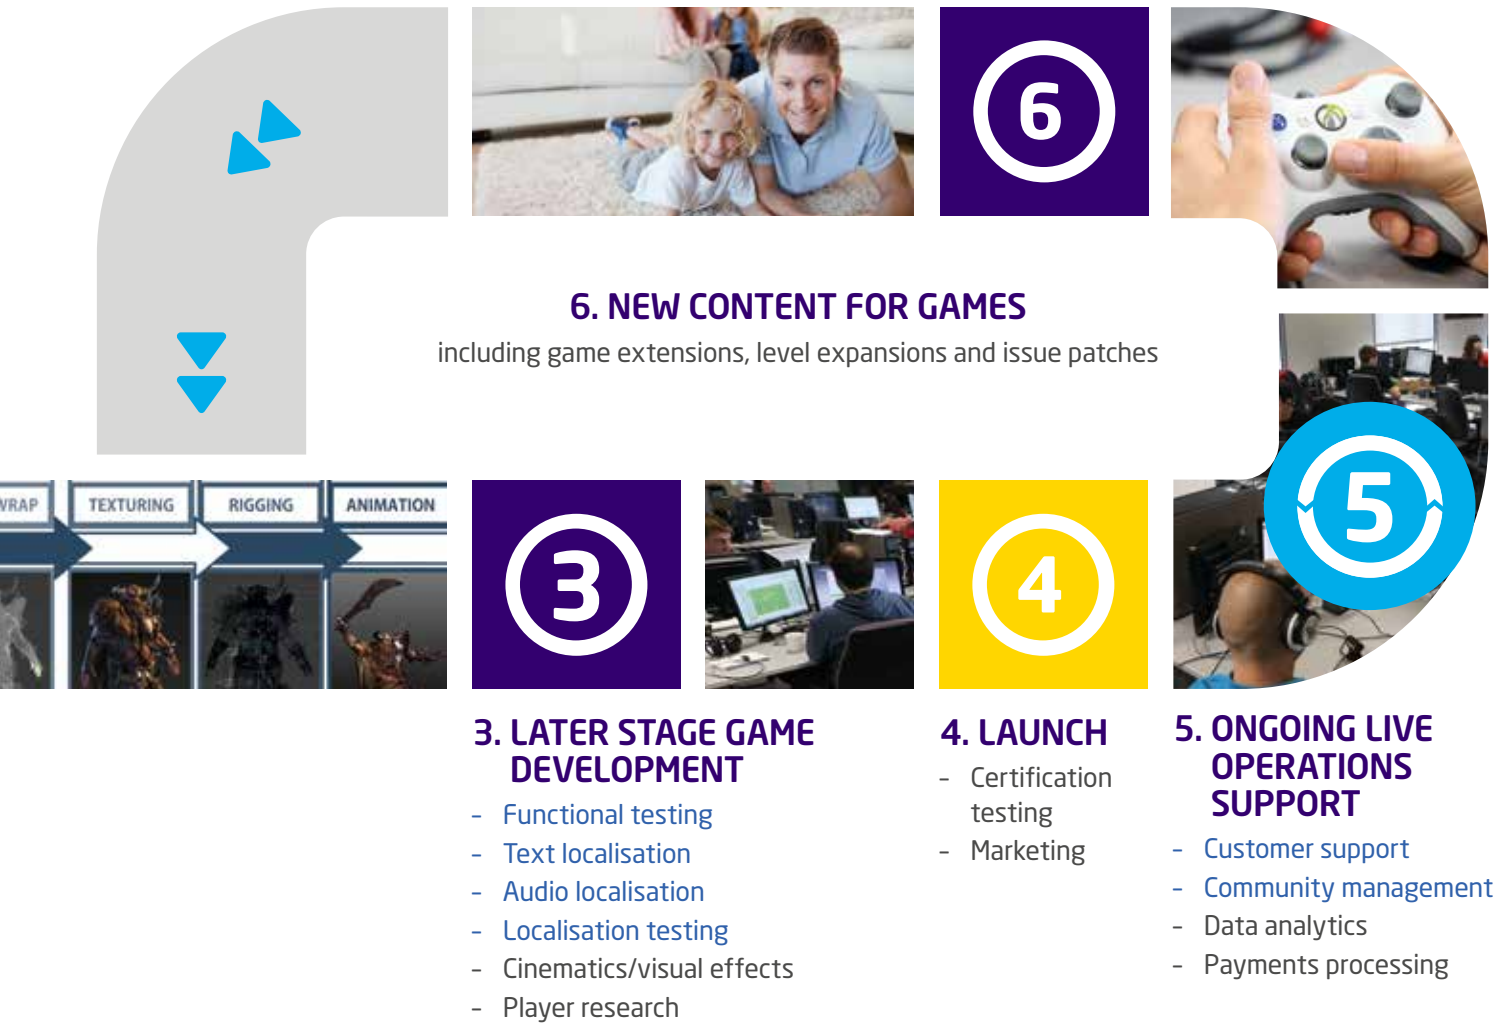 6
6. NEW CONTENT FOR GAMES
including game extensions, level expansions and issue patches
WRAP
TEXTURING
RIGGING
ANIMATION
3
4
5
3. LATER STAGE GAME
DEVELOPMENT
– Functional testing
– Text localisation
– Audio localisation
– Localisation testing
– Cinematics/visual effects
– Player research
4. LAUNCH
– Certification
testing
– Marketing
5. ONGOING LIVE
OPERATIONS
SUPPORT
– Customer support
– Community management
– Data analytics
– Payments processing